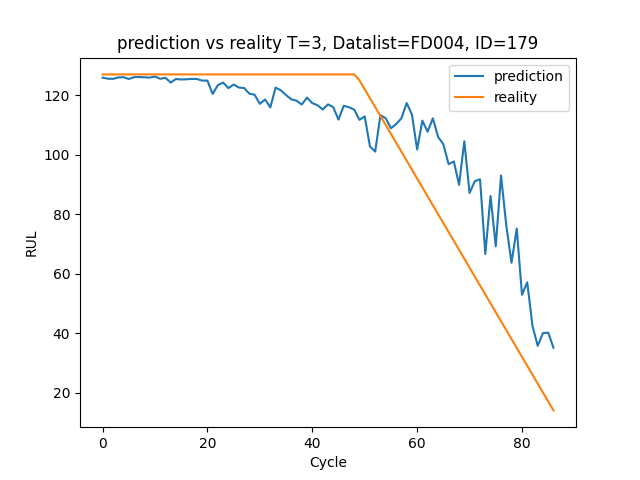 prediction vs reality T=3, Datalist=FD004, ID=179
prediction
reality
120
100
80
60
40
20
RUL
0 20 40 60 80
Cycle